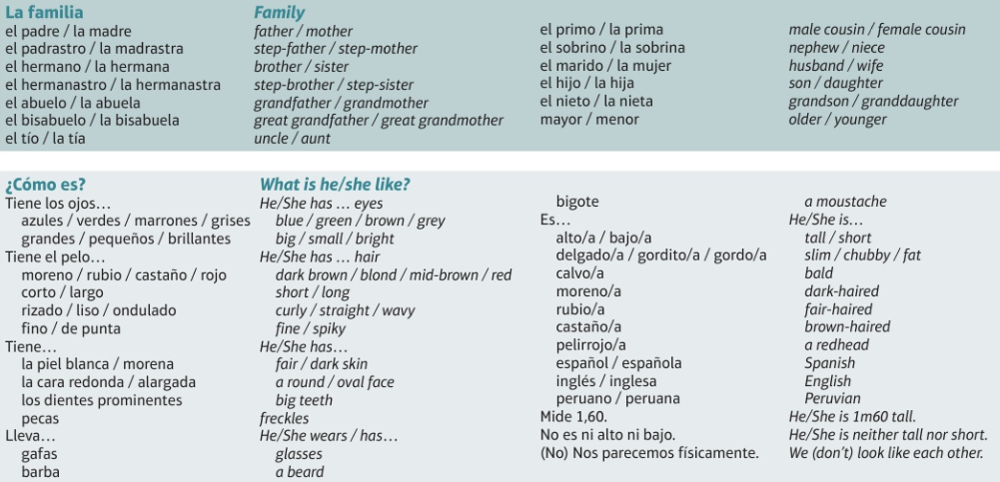 La familia
el padre / la madre
el padrastro / la madrastra
el hermano / la hermana
el hermanastro / la hermanastra
el abuelo / la abuela
el bisabuelo / la bisabuela
el tío / la tía
Family
father / mother
step-father / step-mother
brother / sister
step-brother / step-sister
grandfather / grandmother
great grandfather / great grandmother
uncle / aunt
el primo / la prima
el sobrino / la sobrina
el marido / la mujer
el hijo / la hija
el nieto / la nieta
mayor / menor
male cousin / female cousin
nephew / niece
husband / wife
son / daughter
grandson / granddaughter
older / younger
¿Cómo es?
Tiene los ojos…
azules / verdes / marrones / grises
grandes / pequeños / brillantes
Tiene el pelo…
moreno / rubio / castaño / rojo
corto / largo
rizado / liso / ondulado
fino / de punta
Tiene…
la piel blanca / morena
la cara redonda / alargada
los dientes prominentes
pecas
Lleva…
gafas
barba
What is he/she like?
He/She has … eyes
blue / green / brown / grey
big / small / bright
He/She has … hair
dark brown / blond / mid-brown / red
short / long
curly / straight / wavy
fine / spiky
He/She has…
fair / dark skin
a round / oval face
big teeth
freckles
He/She wears / has…
glasses
a beard
bigote
Es…
alto/a / bajo/a
delgado/a / gordito/a / gordo/a
calvo/a
moreno/a
rubio/a
castaño/a
pelirrojo/a
español / española
inglés / inglesa
peruano / peruana
Mide 1,60.
No es ni alto ni bajo.
(No) Nos parecemos físicamente.
a moustache
He/She is…
tall / short
slim / chubby / fat
bald
dark-haired
fair-haired
brown-haired
a redhead
Spanish
English
Peruvian
He/She is 1m60 tall.
He/She is neither tall nor short.
We (don't) look like each other.